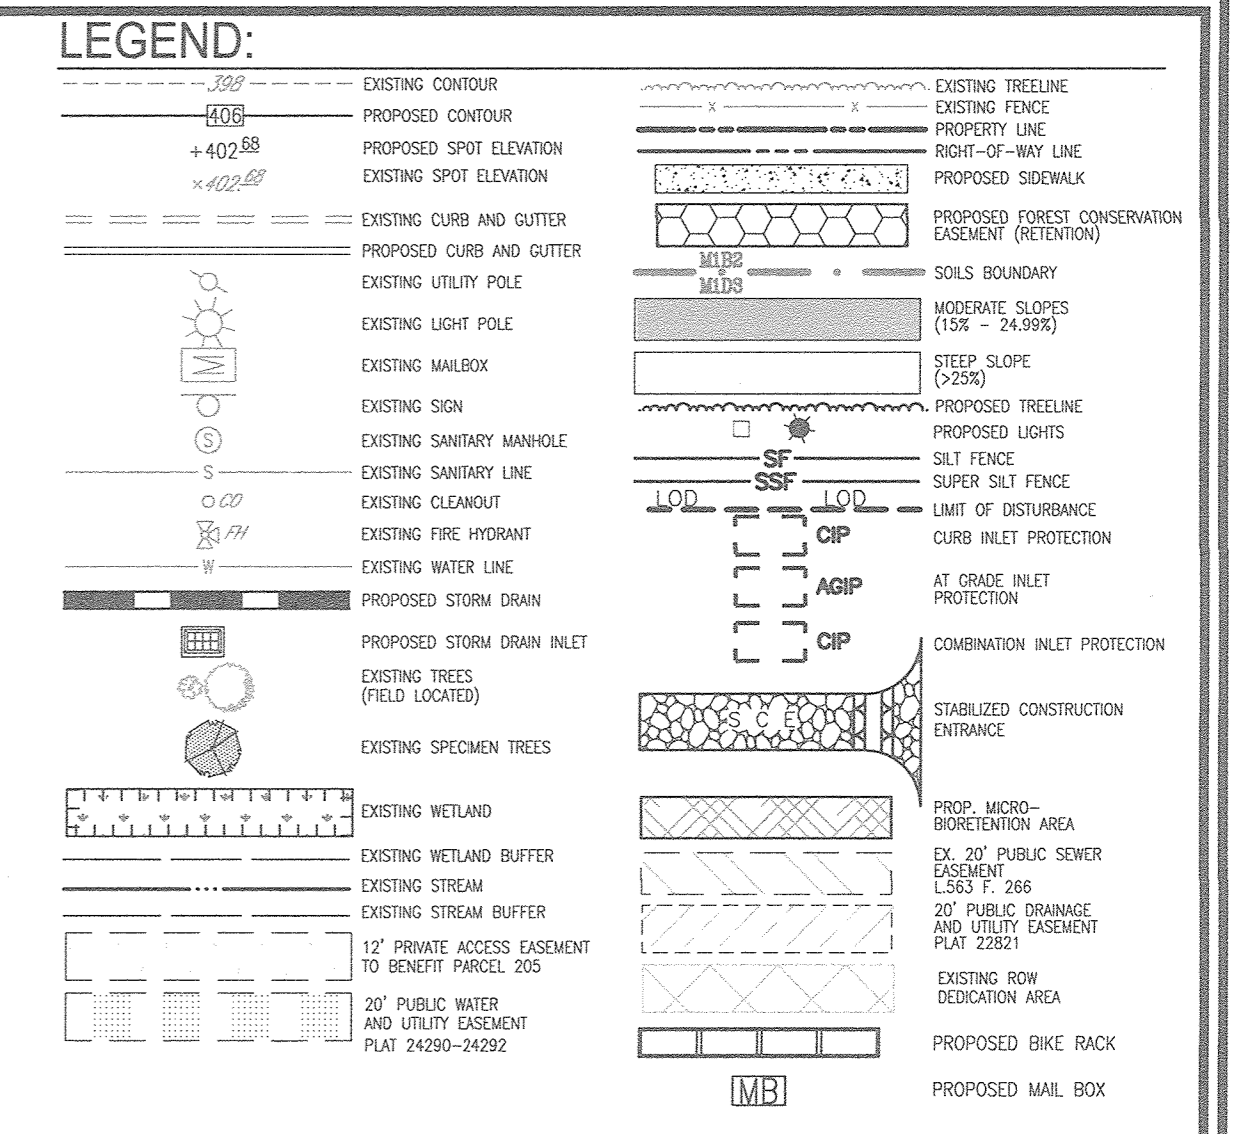 LEGEND:
398 EXISTING CONTOUR
406 PROPOSED CONTOUR
+402.68 PROPOSED SPOT ELEVATION
×402.68 EXISTING SPOT ELEVATION
EXISTING CURB AND GUTTER
PROPOSED CURB AND GUTTER
EXISTING UTILITY POLE
EXISTING LIGHT POLE
EXISTING MAILBOX
EXISTING SIGN
S EXISTING SANITARY MANHOLE
S EXISTING SANITARY LINE
CO EXISTING CLEANOUT
FH EXISTING FIRE HYDRANT
W EXISTING WATER LINE
PROPOSED STORM DRAIN
PROPOSED STORM DRAIN INLET
EXISTING TREES
(FIELD LOCATED)
EXISTING SPECIMEN TREES
EXISTING WETLAND
EXISTING WETLAND BUFFER
EXISTING STREAM
EXISTING STREAM BUFFER
12' PRIVATE ACCESS EASEMENT
TO BENEFIT PARCEL 205
20' PUBLIC WATER
AND UTILITY EASEMENT
PLAT 24290-24292
EXISTING TREELINE
X X EXISTING FENCE
PROPERTY LINE
RIGHT-OF-WAY LINE
PROPOSED SIDEWALK
PROPOSED FOREST CONSERVATION
EASEMENT (RETENTION)
M1B2
M1D3
SOILS BOUNDARY
MODERATE SLOPES
(15% - 24.99%)
STEEP SLOPE
(>25%)
PROPOSED TREELINE
PROPOSED LIGHTS
SF SILT FENCE
SSF SUPER SILT FENCE
LOD LOD LIMIT OF DISTURBANCE
CIP CURB INLET PROTECTION
AGIP AT GRADE INLET
PROTECTION
CIP COMBINATION INLET PROTECTION
S C E STABILIZED CONSTRUCTION
ENTRANCE
PROP. MICRO-
BIORETENTION AREA
EX. 20' PUBLIC SEWER
EASEMENT
L.563 F. 266
20' PUBLIC DRAINAGE
AND UTILITY EASEMENT
PLAT 22821
EXISTING ROW
DEDICATION AREA
PROPOSED BIKE RACK
MB PROPOSED MAIL BOX